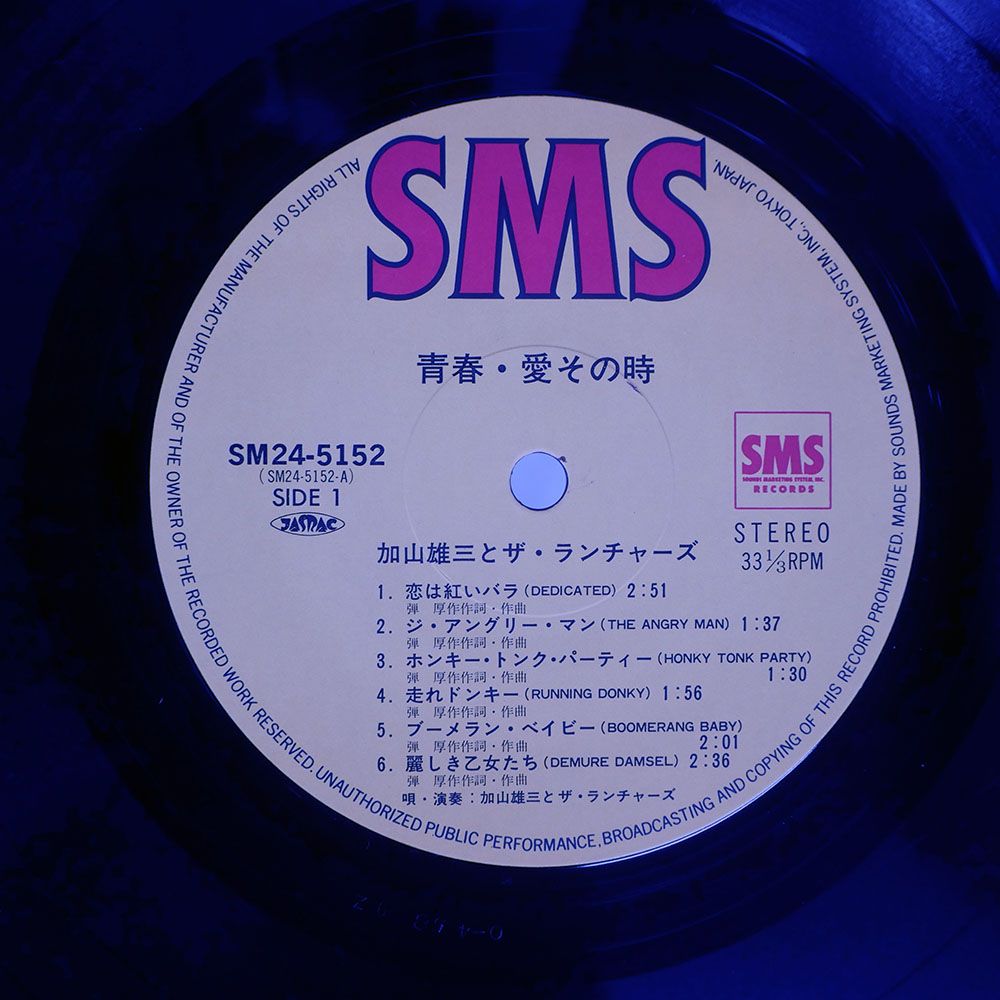 SMS
ALL RIGHTS OF THE MANUFACTURER AND OF THE OWNER OF THE RECORDED WORK RESERVED. UNAUTHORIZED PUBLIC PERFORMANCE, BROADCASTING AND COPYING OF THIS RECORD PROHIBITED. MADE BY SOUNDS MARKETING SYSTEM, INC, TOKYO JAPAN.
青春・愛その時
SM24-5152
(SM24-5152-A)
SIDE 1
JASRAC
SMS
SOUNDS MARKETING SYSTEM, INC.
RECORDS
STEREO
33 1/3 RPM
加山雄三とザ・ランチャーズ
1. 恋は紅いバラ(DEDICATED) 2:51
弾 厚作作詞・作曲
2. ジ・アングリー・マン(THE ANGRY MAN) 1:37
弾 厚作作詞・作曲
3. ホンキー・トンク・パーティー(HONKY TONK PARTY)
1:30
弾 厚作作詞・作曲
4. 走れドンキー(RUNNING DONKY) 1:56
弾 厚作作詞・作曲
5. ブーメラン・ベイビー(BOOMERANG BABY)
2:01
弾 厚作作詞・作曲
6. 麗しき乙女たち(DEMURE DAMSEL) 2:36
弾 厚作作詞・作曲
唄・演奏:加山雄三とザ・ランチャーズ